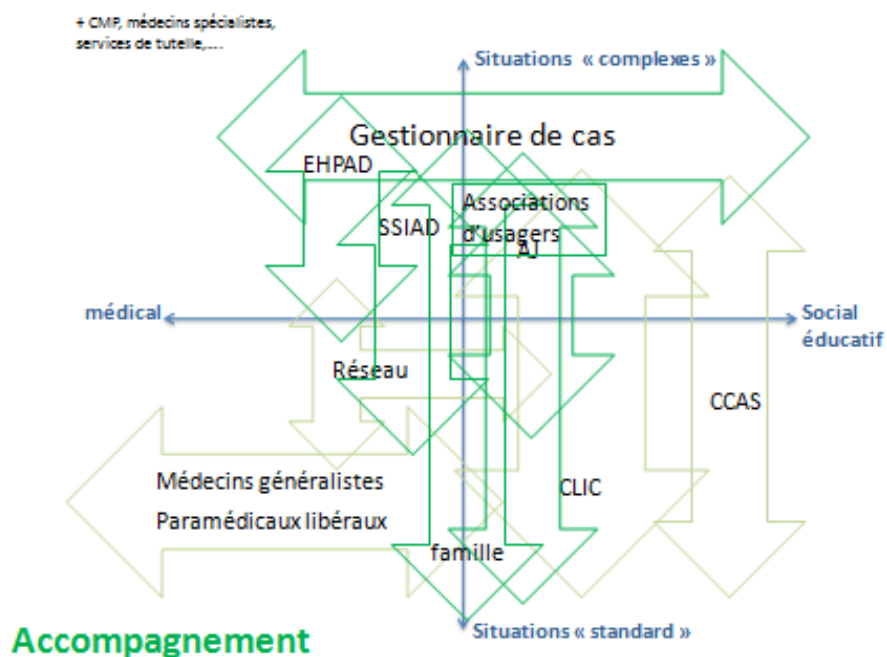 + CMP, médecins spécialistes,
services de tutelle,....
Situations « complexes »
Gestionnaire de cas
EHPAD
SSIAD
Associations
d'usagers
AJ
médical
Social
éducatif
Réseau
CCAS
Médecins généralistes
Paramédicaux libéraux
CLIC
famille
Situations « standard »
Accompagnement